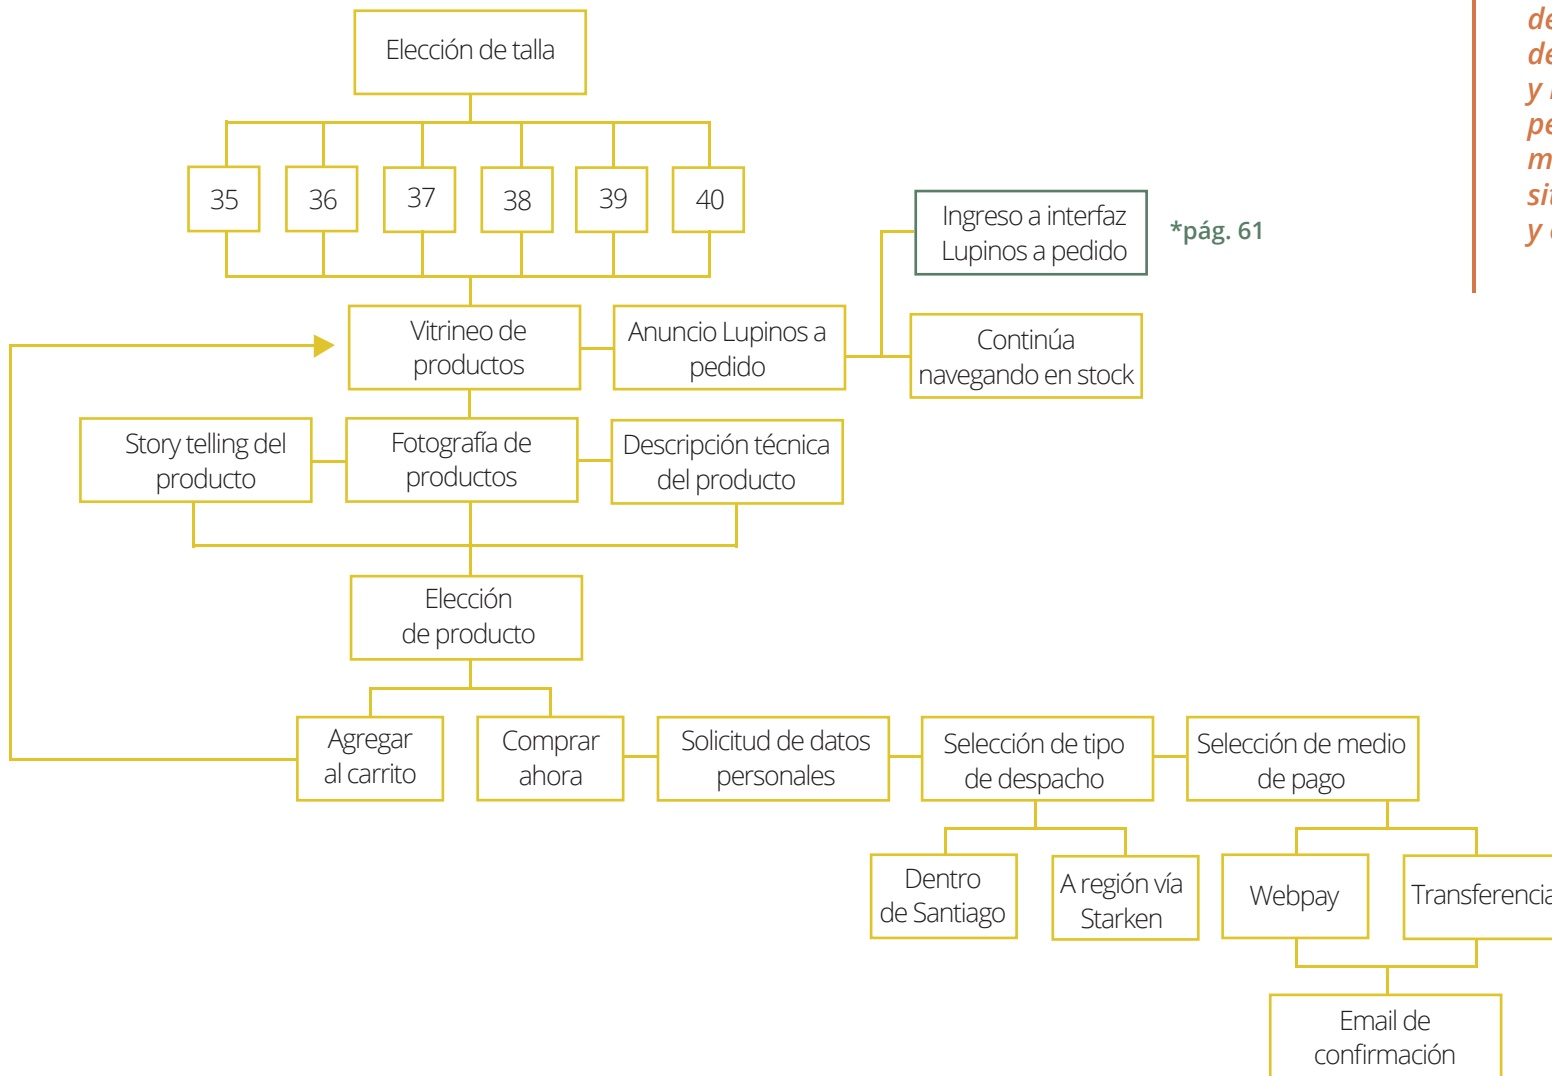 Elección de talla
35
36
37
38
39
40
Ingreso a interfaz
Lupinos a pedido
*pág. 61
Vitrineo de
productos
Anuncio Lupinos a
pedido
Continúa
navegando en stock
Story telling del
producto
Fotografía de
productos
Descripción técnica
del producto
Elección
de producto
Agregar
al carrito
Comprar
ahora
Solicitud de datos
personales
Selección de tipo
de despacho
Selección de medio
de pago
Dentro
de Santiago
A región vía
Starken
Webpay
Transferencia
Email de
confirmación
y